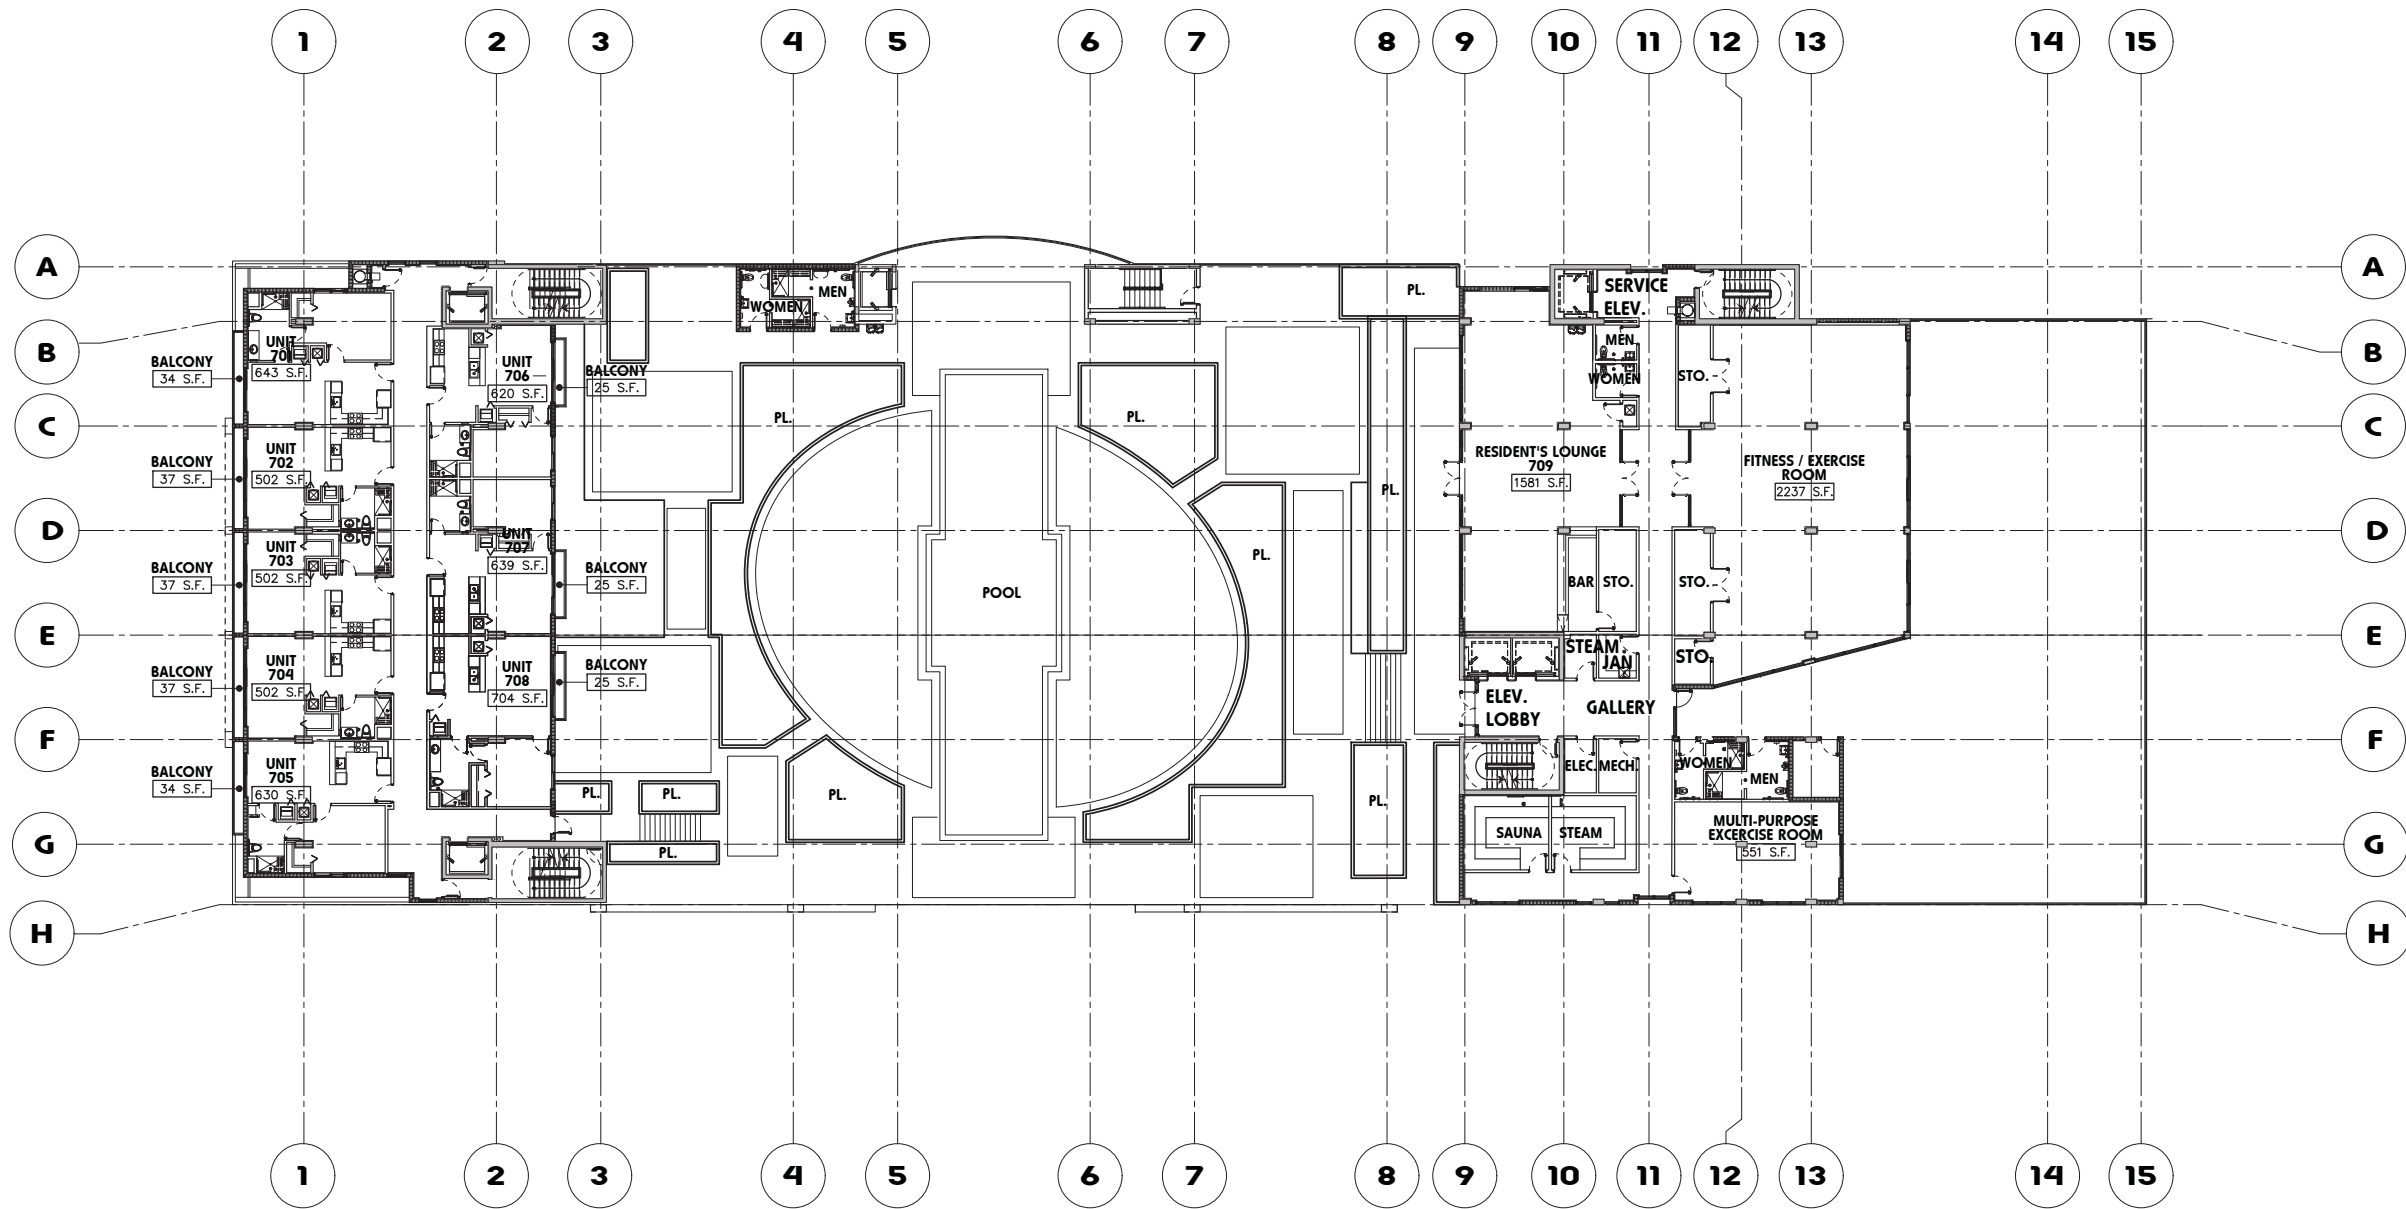 1 2 3 4 5 6 7 8 9 10 11 12 13 14 15
A A
B B
C C
D D
E E
F F
G G
H H
UNIT
701
643 S.F.
BALCONY
34 S.F.
UNIT
702
502 S.F.
BALCONY
37 S.F.
UNIT
703
502 S.F.
BALCONY
37 S.F.
UNIT
704
502 S.F.
BALCONY
37 S.F.
UNIT
705
630 S.F.
BALCONY
34 S.F.
UNIT
706
620 S.F.
BALCONY
25 S.F.
UNIT
707
639 S.F.
BALCONY
25 S.F.
UNIT
708
704 S.F.
BALCONY
25 S.F.
WOMEN
MEN
PL.
PL.
PL.
PL.
PL.
PL.
PL.
PL.
PL.
PL.
POOL
SERVICE
ELEV.
MEN
WOMEN
STO.
RESIDENT'S LOUNGE
709
1581 S.F.
FITNESS / EXERCISE
ROOM
2237 S.F.
BAR
STO.
STO.
STEAM
JAN
STO.
ELEV.
LOBBY
GALLERY
ELEC.
MECH.
WOMEN
MEN
SAUNA
STEAM
MULTI-PURPOSE
EXCERCISE ROOM
551 S.F.
1 2 3 4 5 6 7 8 9 10 11 12 13 14 15